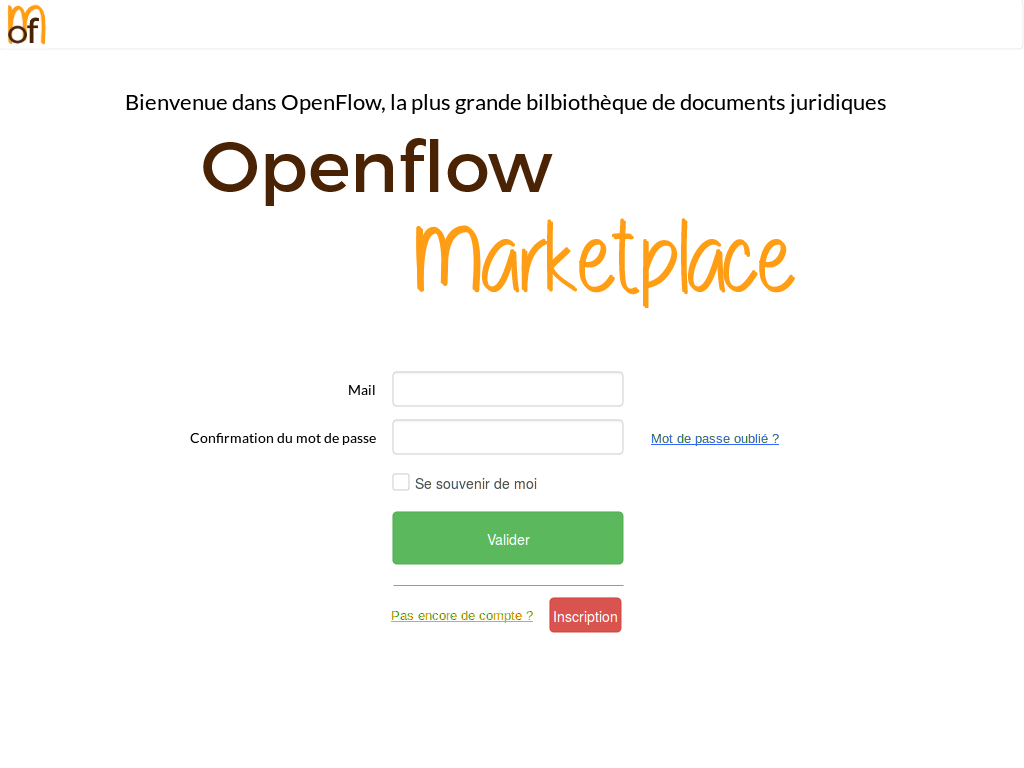 mof
Bienvenue dans OpenFlow, la plus grande bilbiothèque de documents juridiques
Openflow
Marketplace
Mail
Confirmation du mot de passe
Mot de passe oublié ?
Se souvenir de moi
Valider
Pas encore de compte ?
Inscription